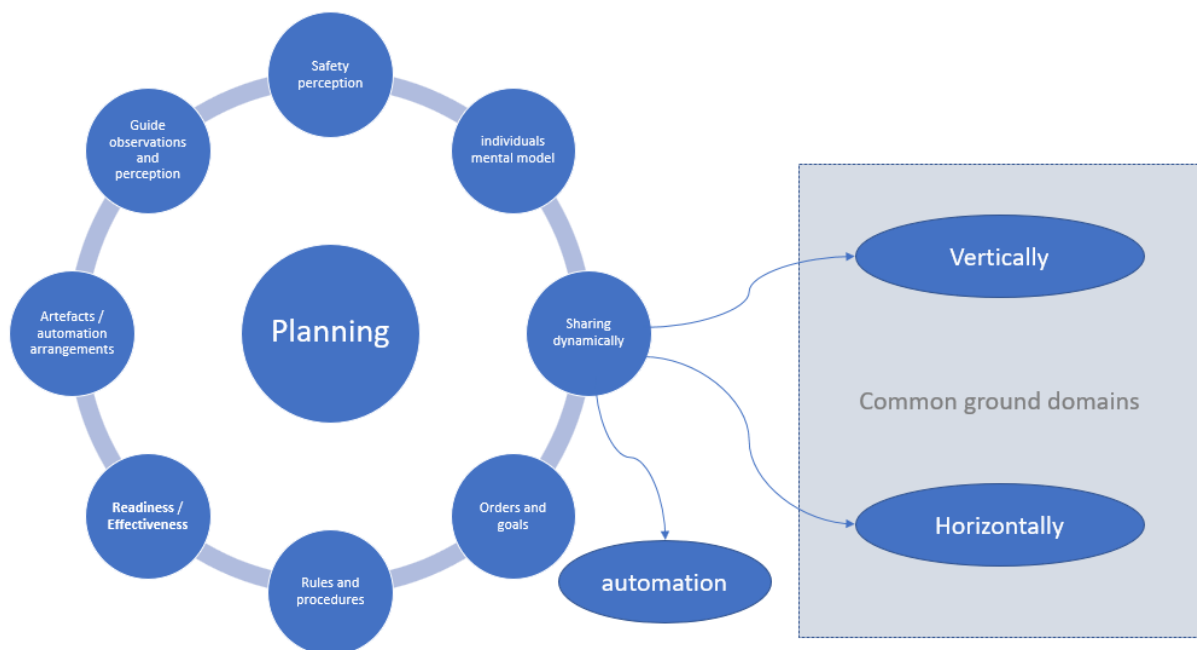 Safety
perception
Guide
observations
and
perception
individuals
mental model
Planning
Artefacts /
automation
arrangements
Sharing
dynamically
Vertically
Common ground domains
Readiness /
Effectiveness
Orders and
goals
Horizontally
Rules and
procedures
automation